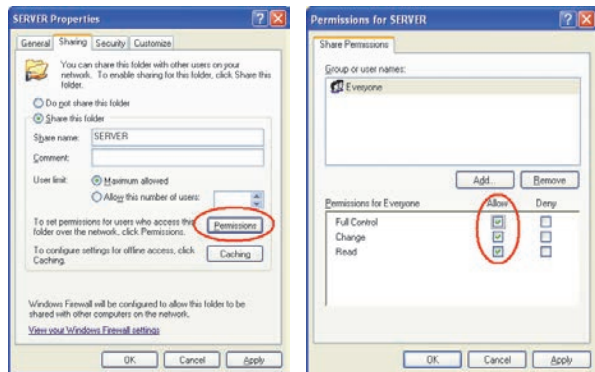 SERVER Properties
General Sharing Security Customize
You can share this folder with other users on your
network. To enable sharing for this folder, click Share this
folder.
Do not share this folder
Share this folder
Share name: SERVER
Comment:
User limit: Maximum allowed
Allow this number of users:
To set permissions for users who access this
folder over the network, click Permissions.
Permissions
To configure settings for offline access, click
Caching.
Caching
Windows Firewall will be configured to allow this folder to be
shared with other computers on the network.
View your Windows Firewall settings
OK Cancel Apply
Permissions for SERVER
Share Permissions
Group or user names:
Everyone
Add... Remove
Permissions for Everyone Allow Deny
Full Control
Change
Read
OK Cancel Apply